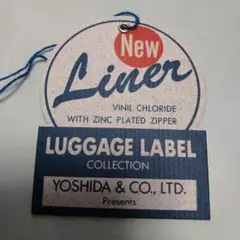 New
Liner
VINIL CHLORIDE
WITH ZINC PLATED ZIPPER
LUGGAGE LABEL
COLLECTION
YOSHIDA & CO., LTD.
Presents